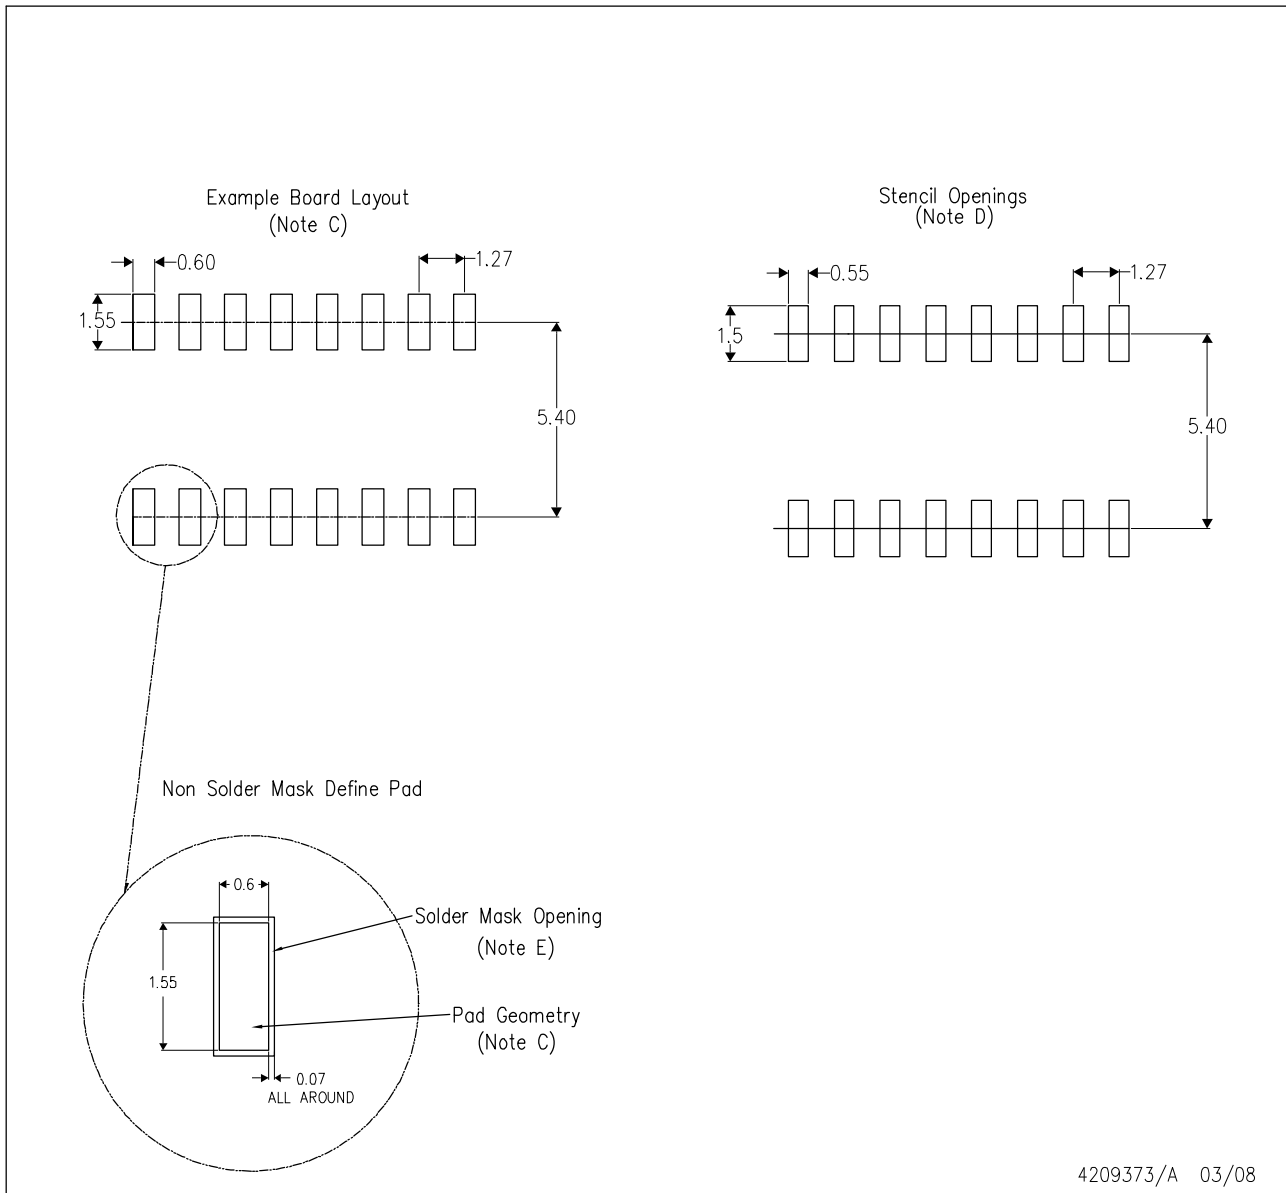 Example Board Layout
(Note C)
0.60
1.27
1.55
5.40
Stencil Openings
(Note D)
0.55
1.27
1.5
5.40
Non Solder Mask Define Pad
0.6
1.55
Solder Mask Opening
(Note E)
Pad Geometry
(Note C)
0.07
ALL AROUND
4209373/A 03/08